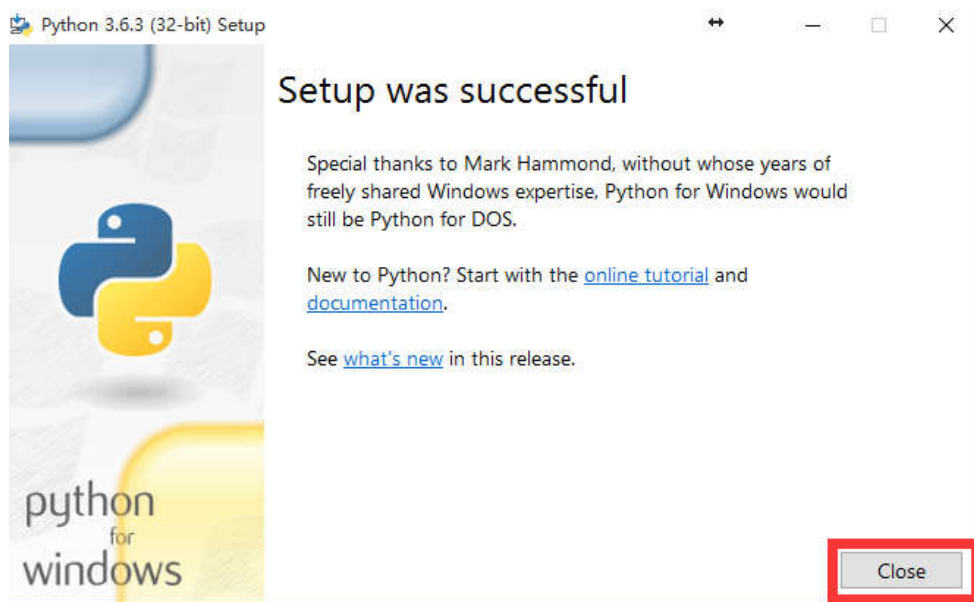 Python 3.6.3 (32-bit) Setup
Setup was successful
Special thanks to Mark Hammond, without whose years of
freely shared Windows expertise, Python for Windows would
still be Python for DOS.
New to Python? Start with the online tutorial and
documentation.
See what's new in this release.
python
for
windows
Close